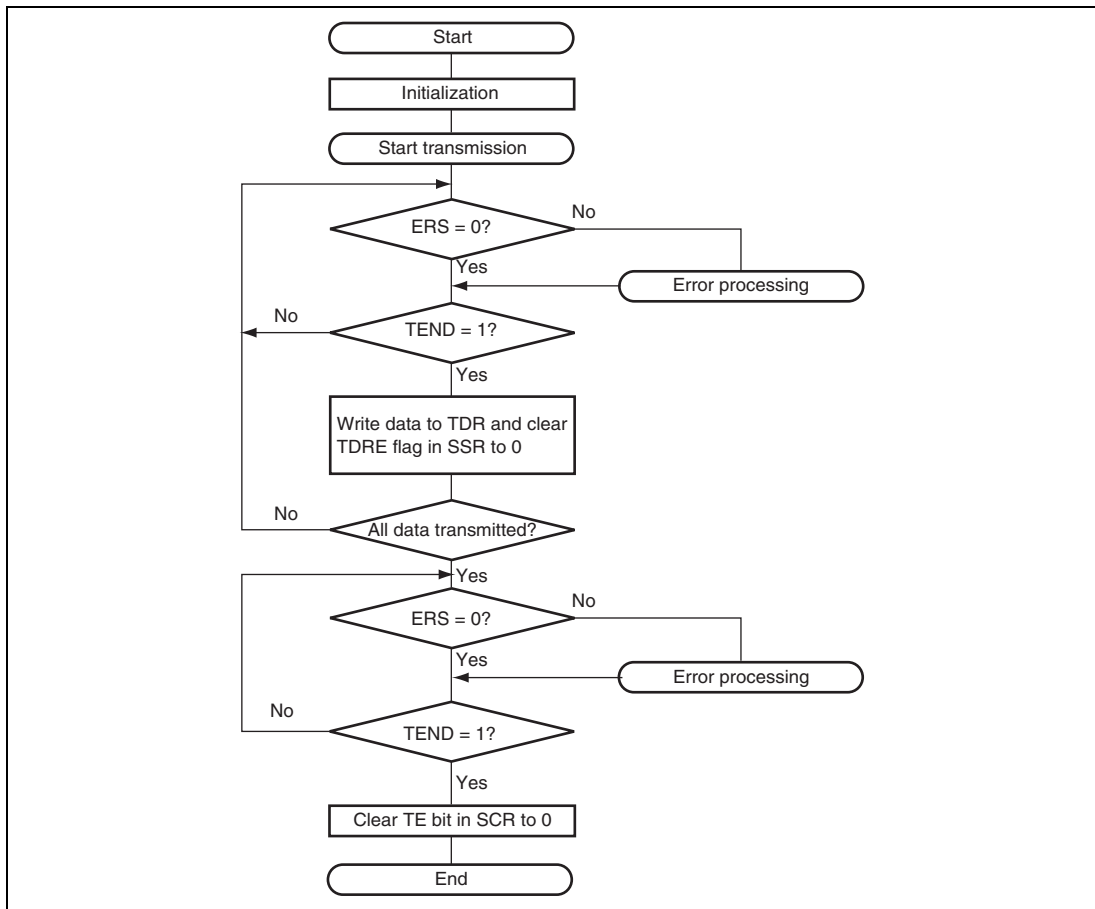 Start
Initialization
Start transmission
ERS = 0?
No
Yes
Error processing
No
TEND = 1?
Yes
Write data to TDR and clear
TDRE flag in SSR to 0
No
All data transmitted?
Yes
ERS = 0?
No
Yes
Error processing
No
TEND = 1?
Yes
Clear TE bit in SCR to 0
End